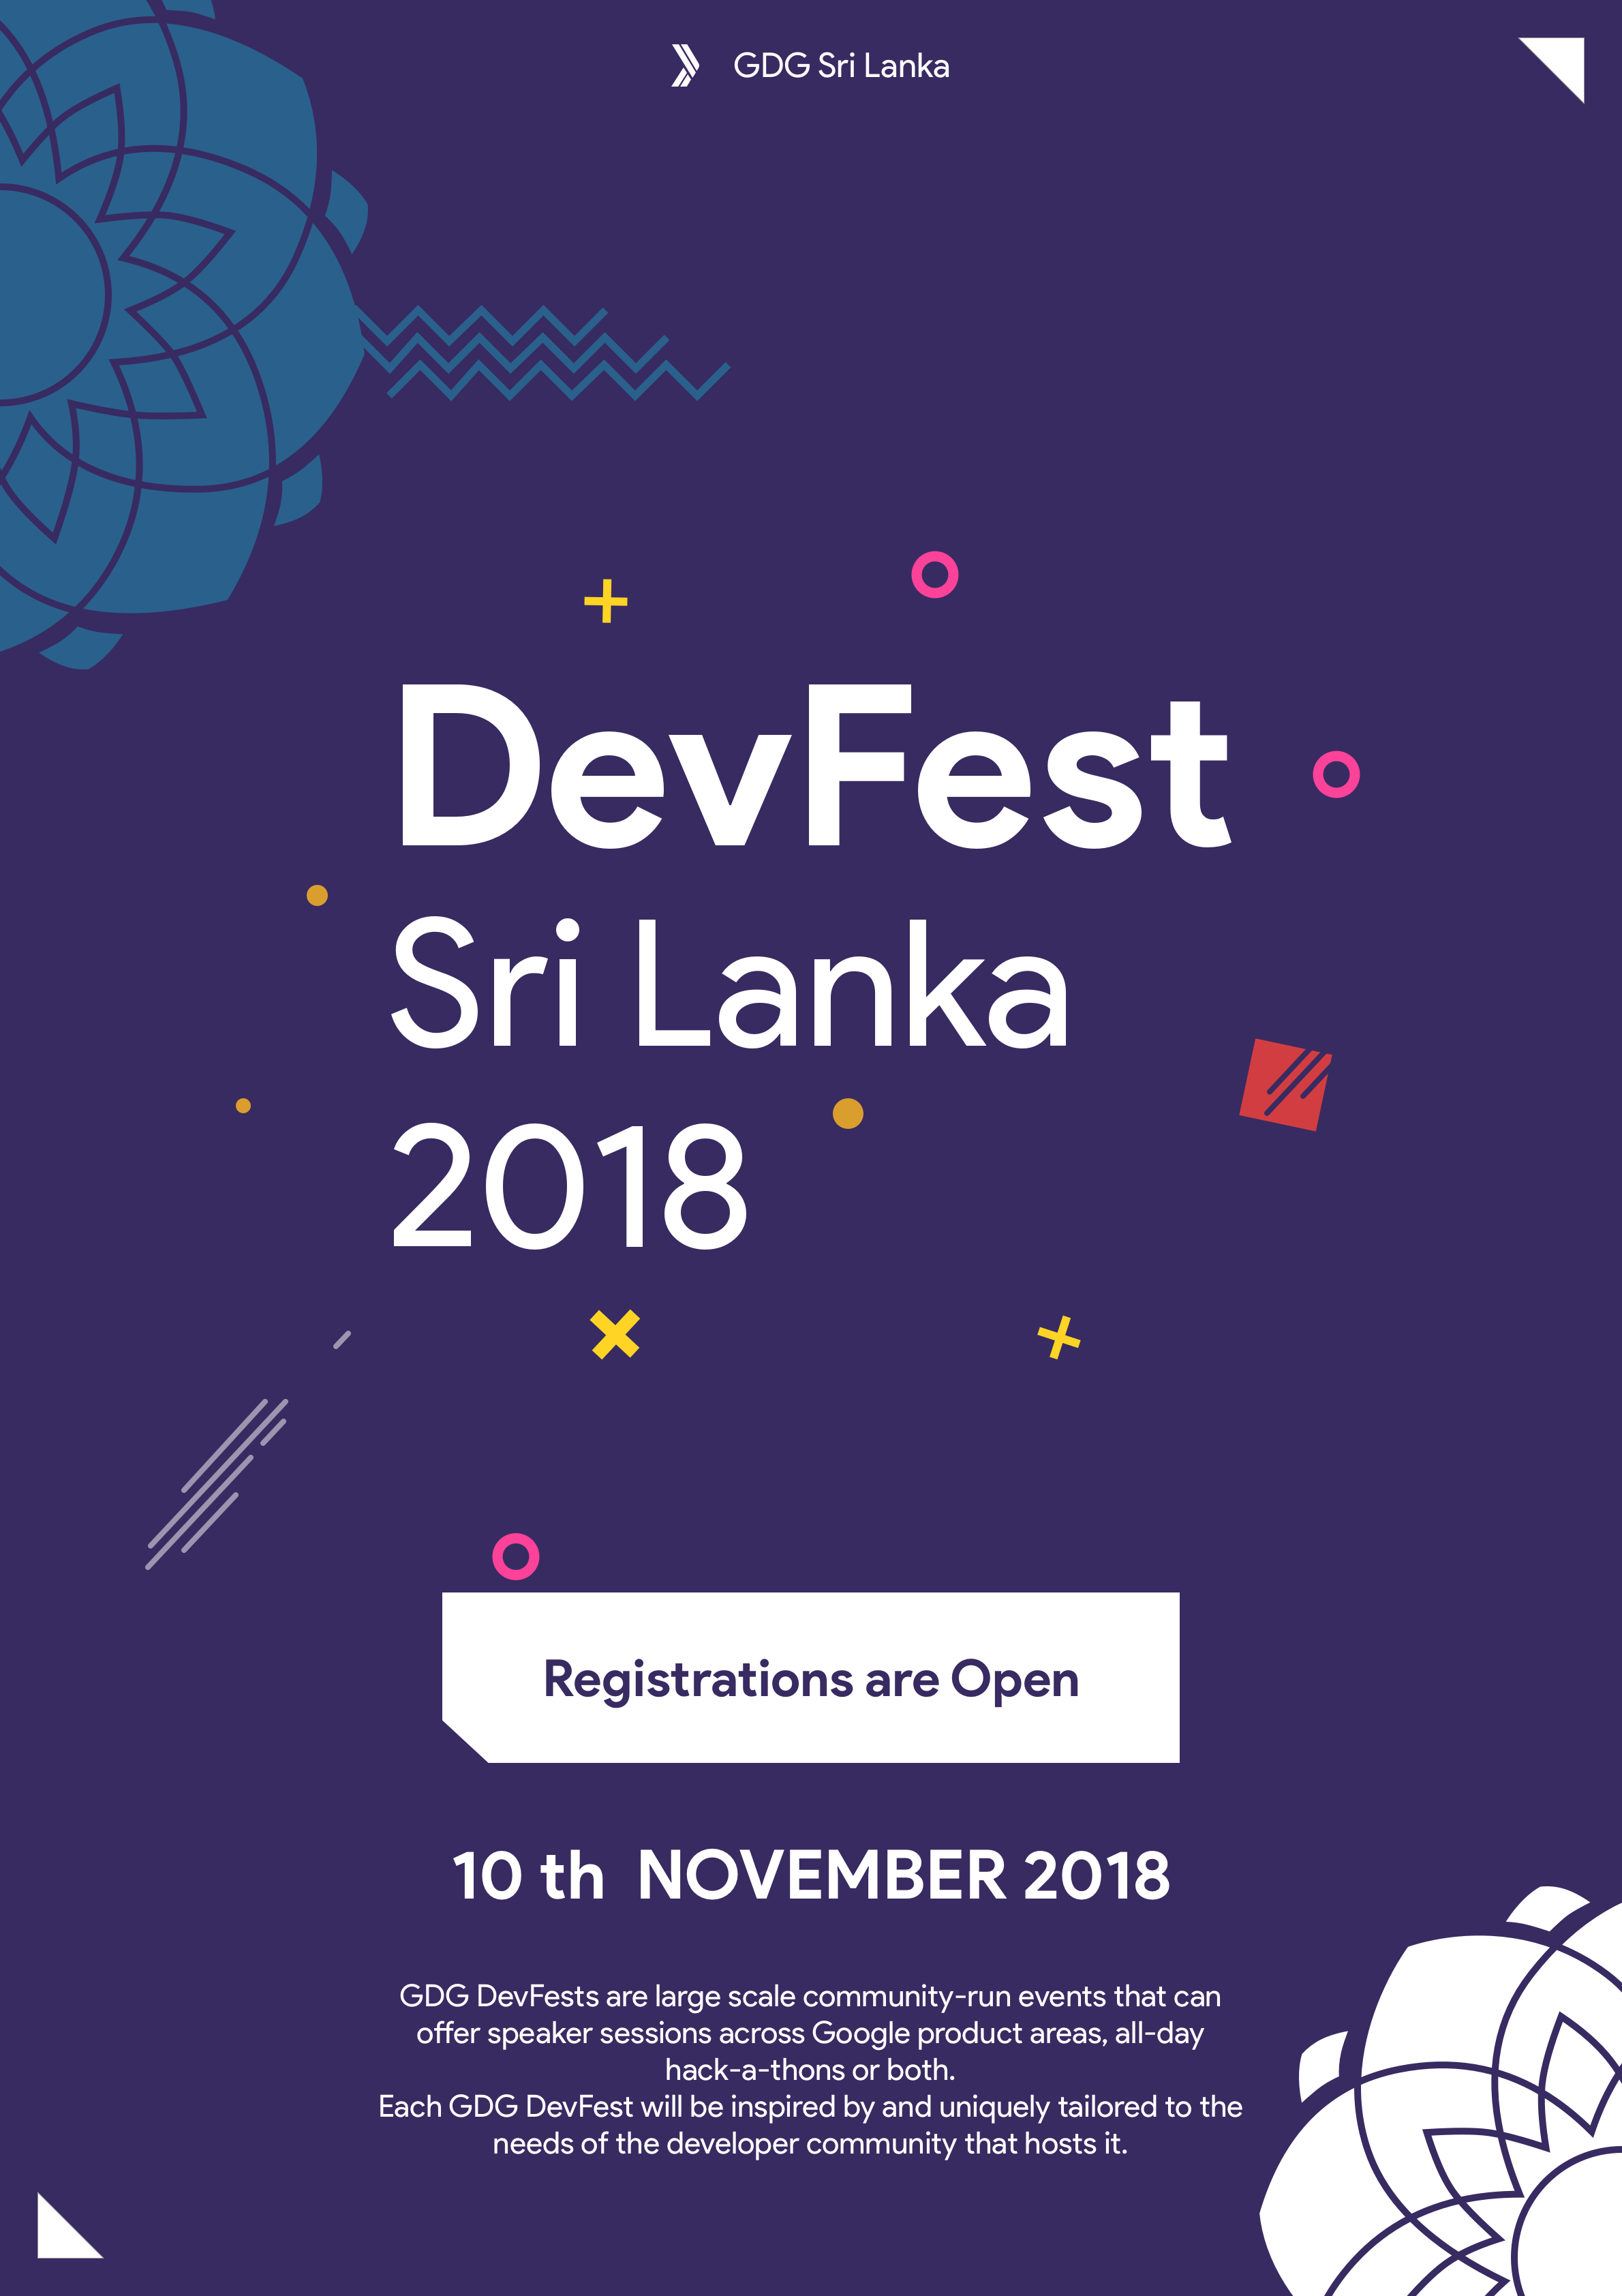 GDG Sri Lanka
DevFest
Sri Lanka
2018
Registrations are Open
10 th  NOVEMBER 2018
GDG DevFests are large scale community-run events that can
offer speaker sessions across Google product areas, all-day
hack-a-thons or both.
Each GDG DevFest will be inspired by and uniquely tailored to the
needs of the developer community that hosts it.